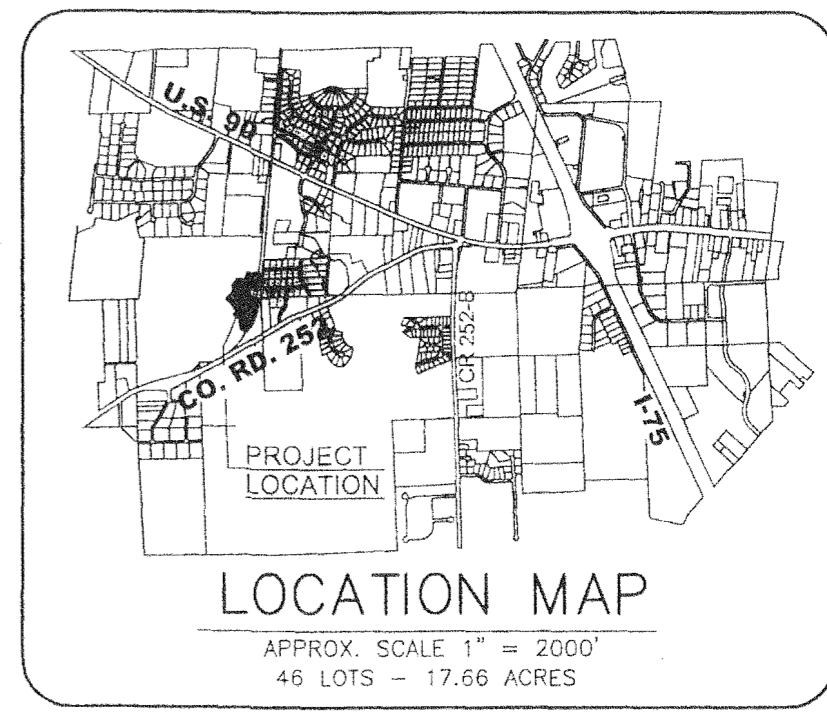 U.S. 90
CO. RD. 252
CR 252-B
I-75
PROJECT
LOCATION
LOCATION MAP
APPROX. SCALE 1" = 2000'
46 LOTS - 17.66 ACRES